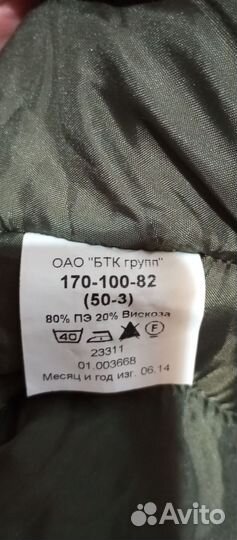 ОАО "БТК групп"
170-100-82
(50-3)
80% ПЭ 20% Вискоза
40 F
23311
01.003668
Месяц и год изг. 06.14
Avito